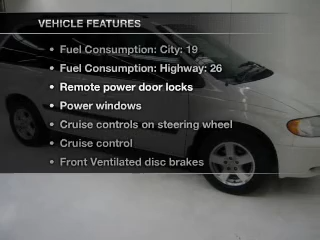 VEHICLE FEATURES
• Fuel Consumption: City: 19
• Fuel Consumption: Highway: 26
• Remote power door locks
• Power windows
• Cruise controls on steering wheel
• Cruise control
• Front Ventilated disc brakes